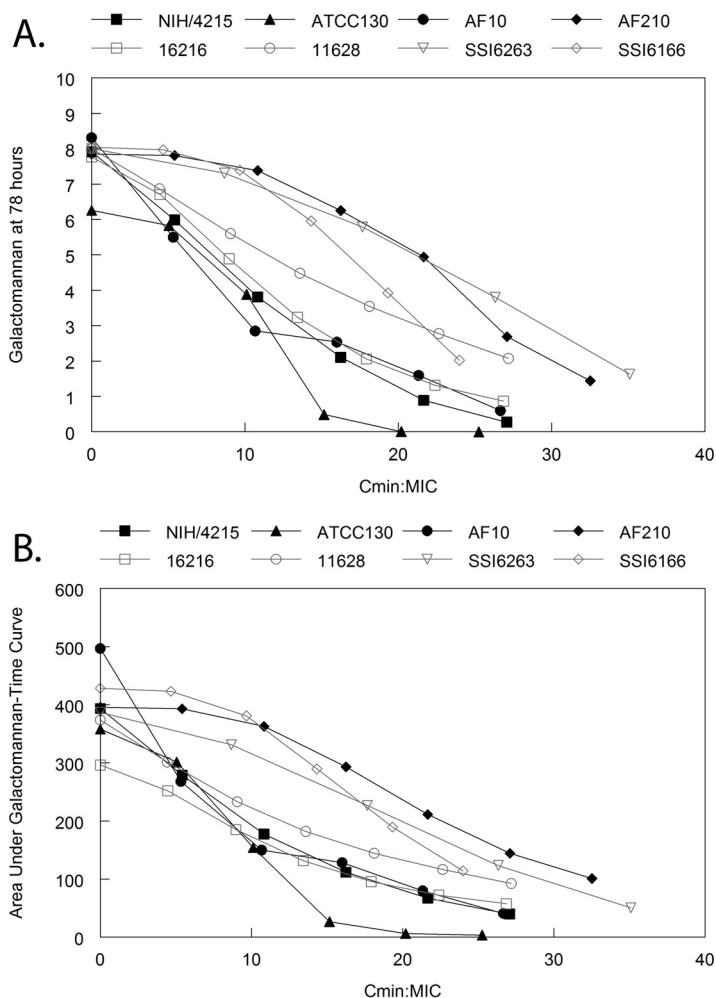 A.
NIH/4215 ATCC130 AF10 AF210
16216 11628 SSI6263 SSI6166
10
9
8
7
6
5
4
3
2
1
0
Galactomannan at 78 hours
0 10 20 30 40
Cmin:MIC
B.
NIH/4215 ATCC130 AF10 AF210
16216 11628 SSI6263 SSI6166
600
500
400
300
200
100
0
Area Under Galactomannan-Time Curve
0 10 20 30 40
Cmin:MIC